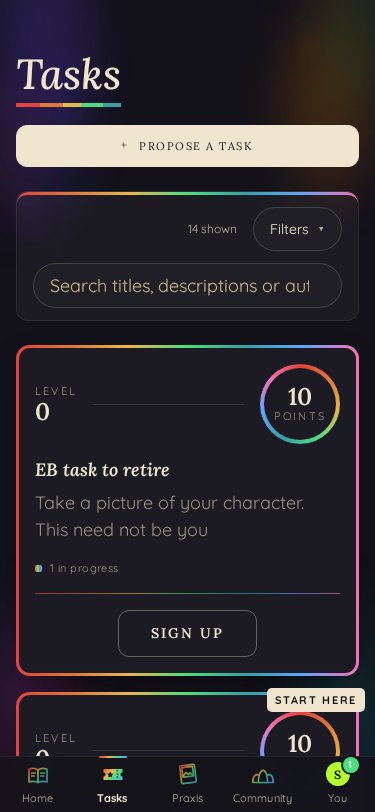 Tasks
+ PROPOSE A TASK
14 shown
Filters ▾
Search titles, descriptions or aut
LEVEL
0
10
POINTS
EB task to retire
Take a picture of your character.
This need not be you
1 in progress
SIGN UP
START HERE
LEVEL
0
10
Home
Tasks
Praxis
Community
S
1
You